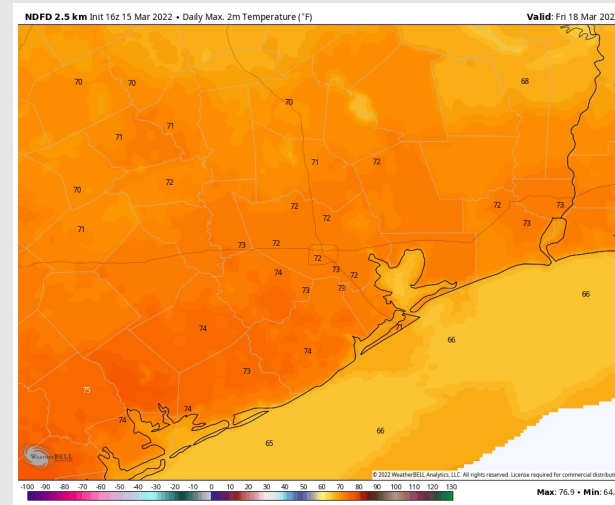 NDFD 2.5 km Init 16z 15 Mar 2022 • Daily Max. 2m Temperature (°F)
Valid: Fri 18 Mar 202
70 70 70 68
71 71
71 72
72
70
72 72 73
72 73
71
73 72
72
74 73 72
73 73
66
74 71
66
74
73
75
74 74
66
65
WeatherBELL
© 2022 WeatherBELL Analytics, LLC. All rights reserved. License required for commercial distributi
-100 -90 -80 -70 -60 -50 -40 -30 -20 -10 0 10 20 30 40 50 60 70 80 90 100 110 120 130
Max: 76.9 • Min: 64.